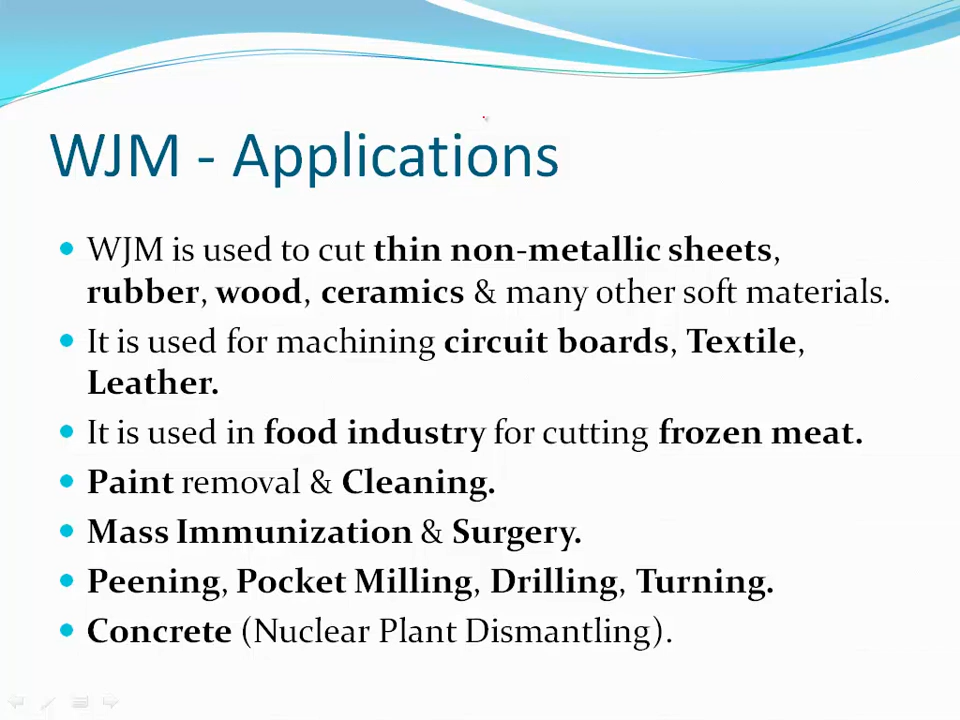 WJM - Applications
• WJM is used to cut thin non-metallic sheets,
rubber, wood, ceramics & many other soft materials.
• It is used for machining circuit boards, Textile,
Leather.
• It is used in food industry for cutting frozen meat.
• Paint removal & Cleaning.
• Mass Immunization & Surgery.
• Peening, Pocket Milling, Drilling, Turning.
• Concrete (Nuclear Plant Dismantling).